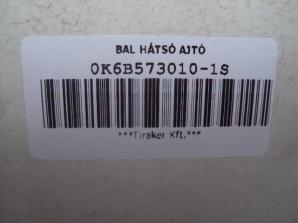 BAL HÁTSÓ AJTÓ
0K6B573010-1S
***Tiraker Kft.***